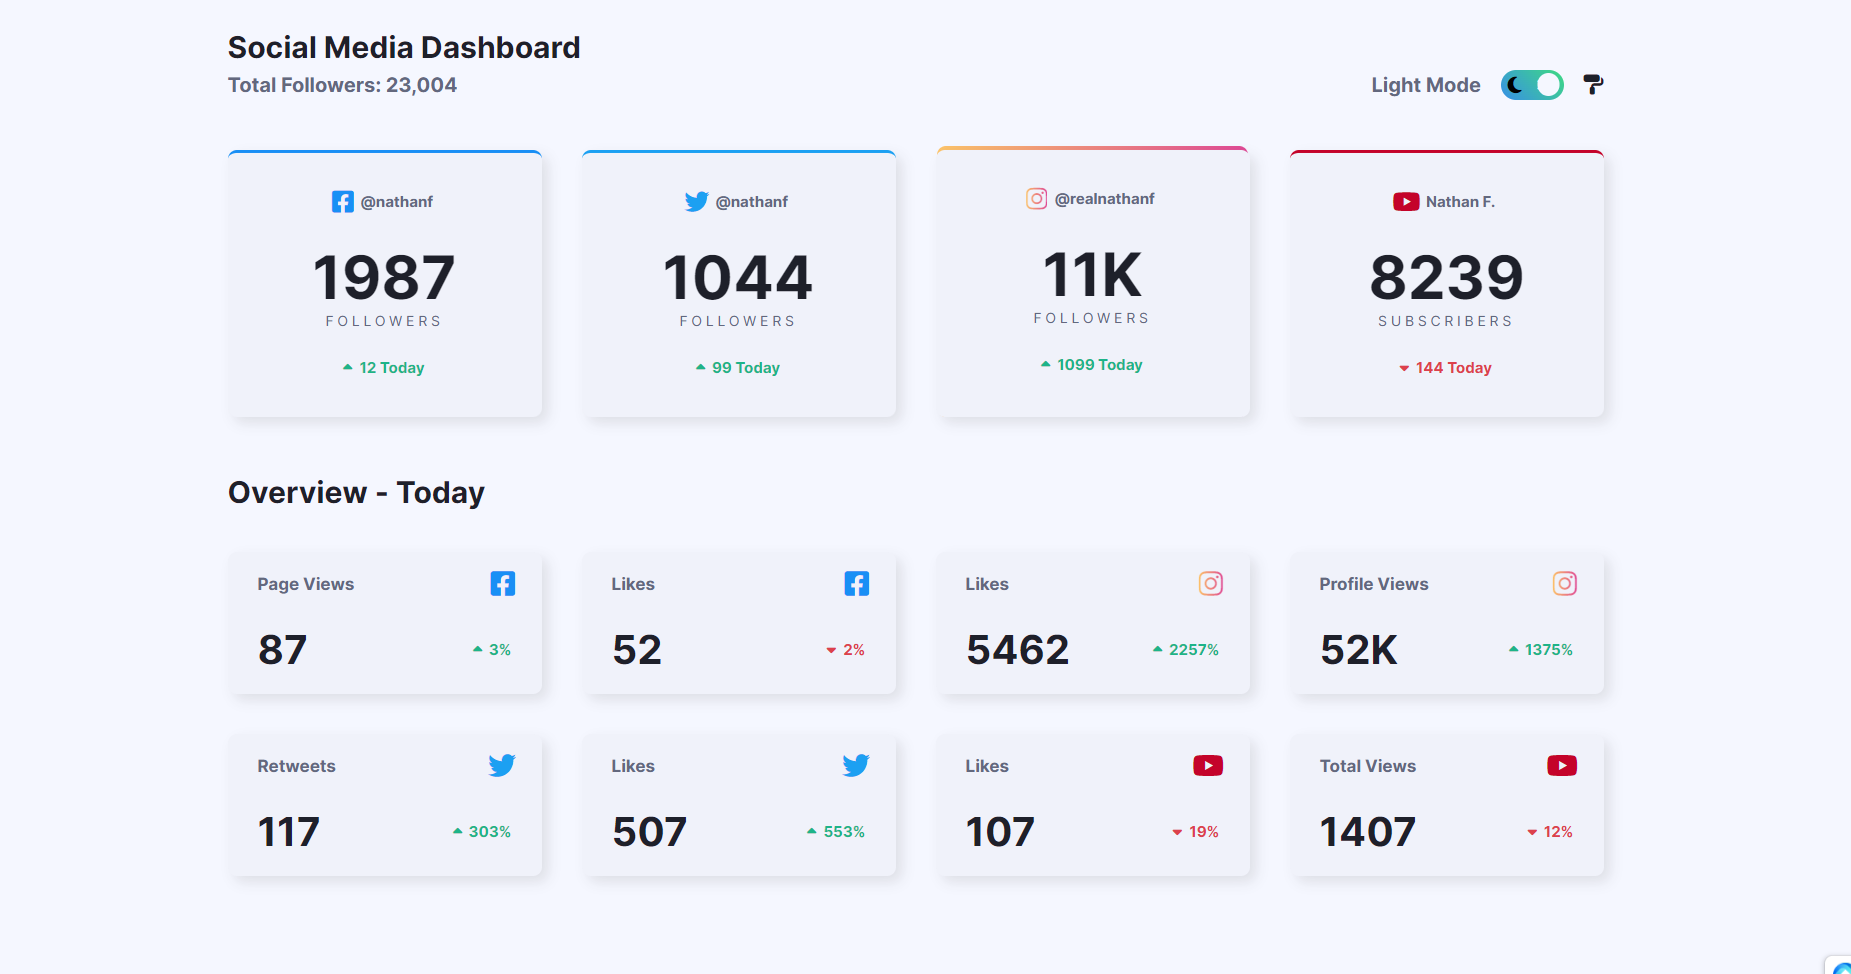 Social Media Dashboard
Total Followers: 23,004
Light Mode
@nathanf
1987
FOLLOWERS
12 Today
@nathanf
1044
FOLLOWERS
99 Today
@realnathanf
11K
FOLLOWERS
1099 Today
Nathan F.
8239
SUBSCRIBERS
144 Today
Overview - Today
Page Views
87
3%
Likes
52
2%
Likes
5462
2257%
Profile Views
52K
1375%
Retweets
117
303%
Likes
507
553%
Likes
107
19%
Total Views
1407
12%